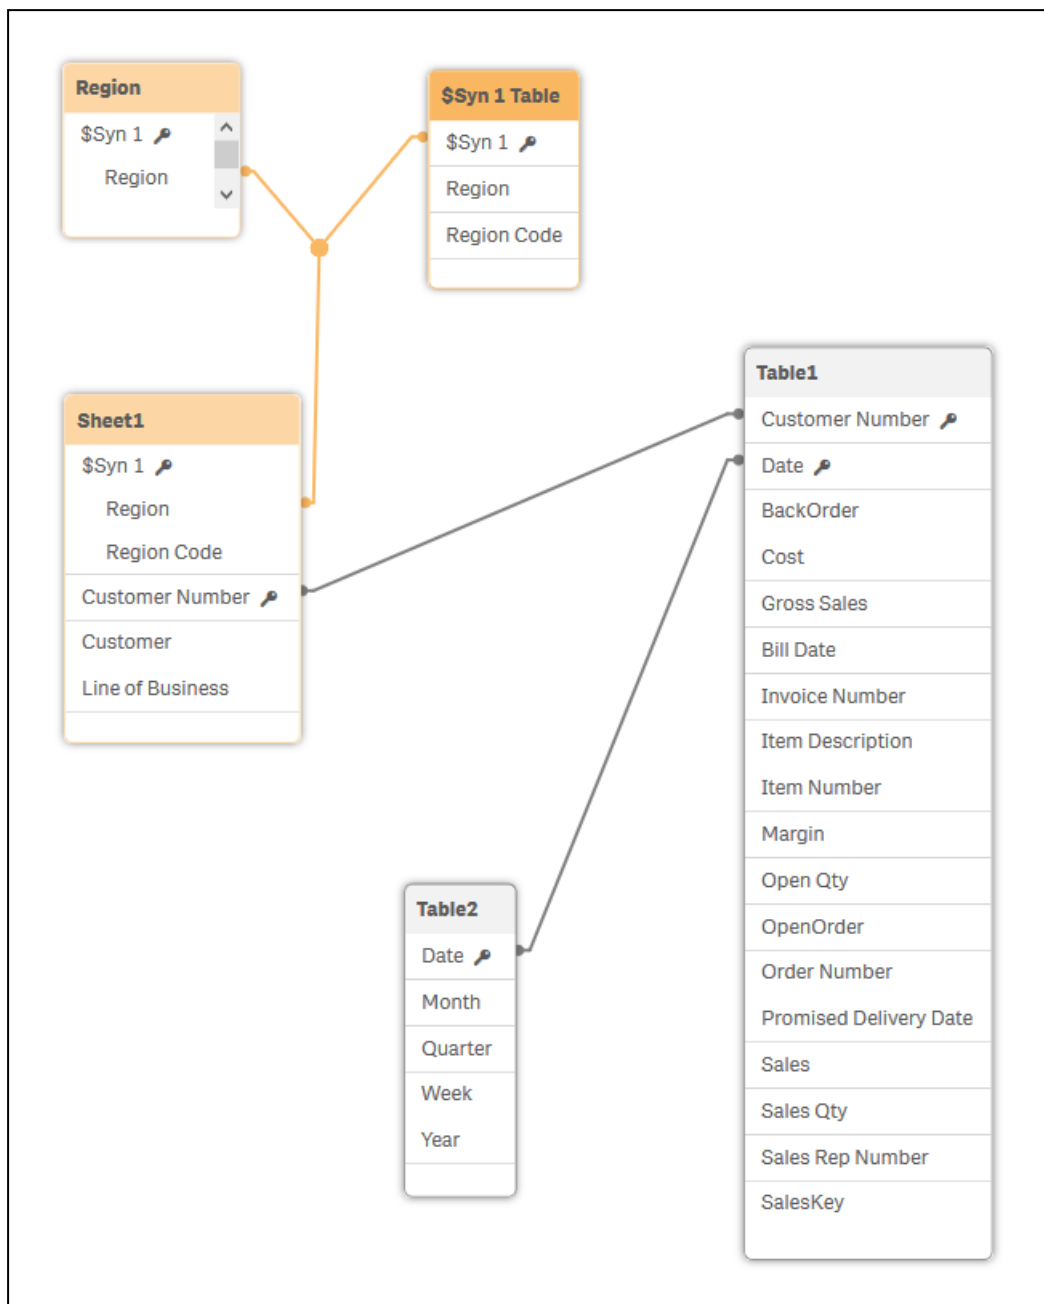 Region
$Syn 1
Region
$Syn 1 Table
$Syn 1
Region
Region Code
Sheet1
$Syn 1
Region
Region Code
Customer Number
Customer
Line of Business
Table1
Customer Number
Date
BackOrder
Cost
Gross Sales
Bill Date
Invoice Number
Item Description
Item Number
Margin
Open Qty
OpenOrder
Order Number
Promised Delivery Date
Sales
Sales Qty
Sales Rep Number
SalesKey
Table2
Date
Month
Quarter
Week
Year